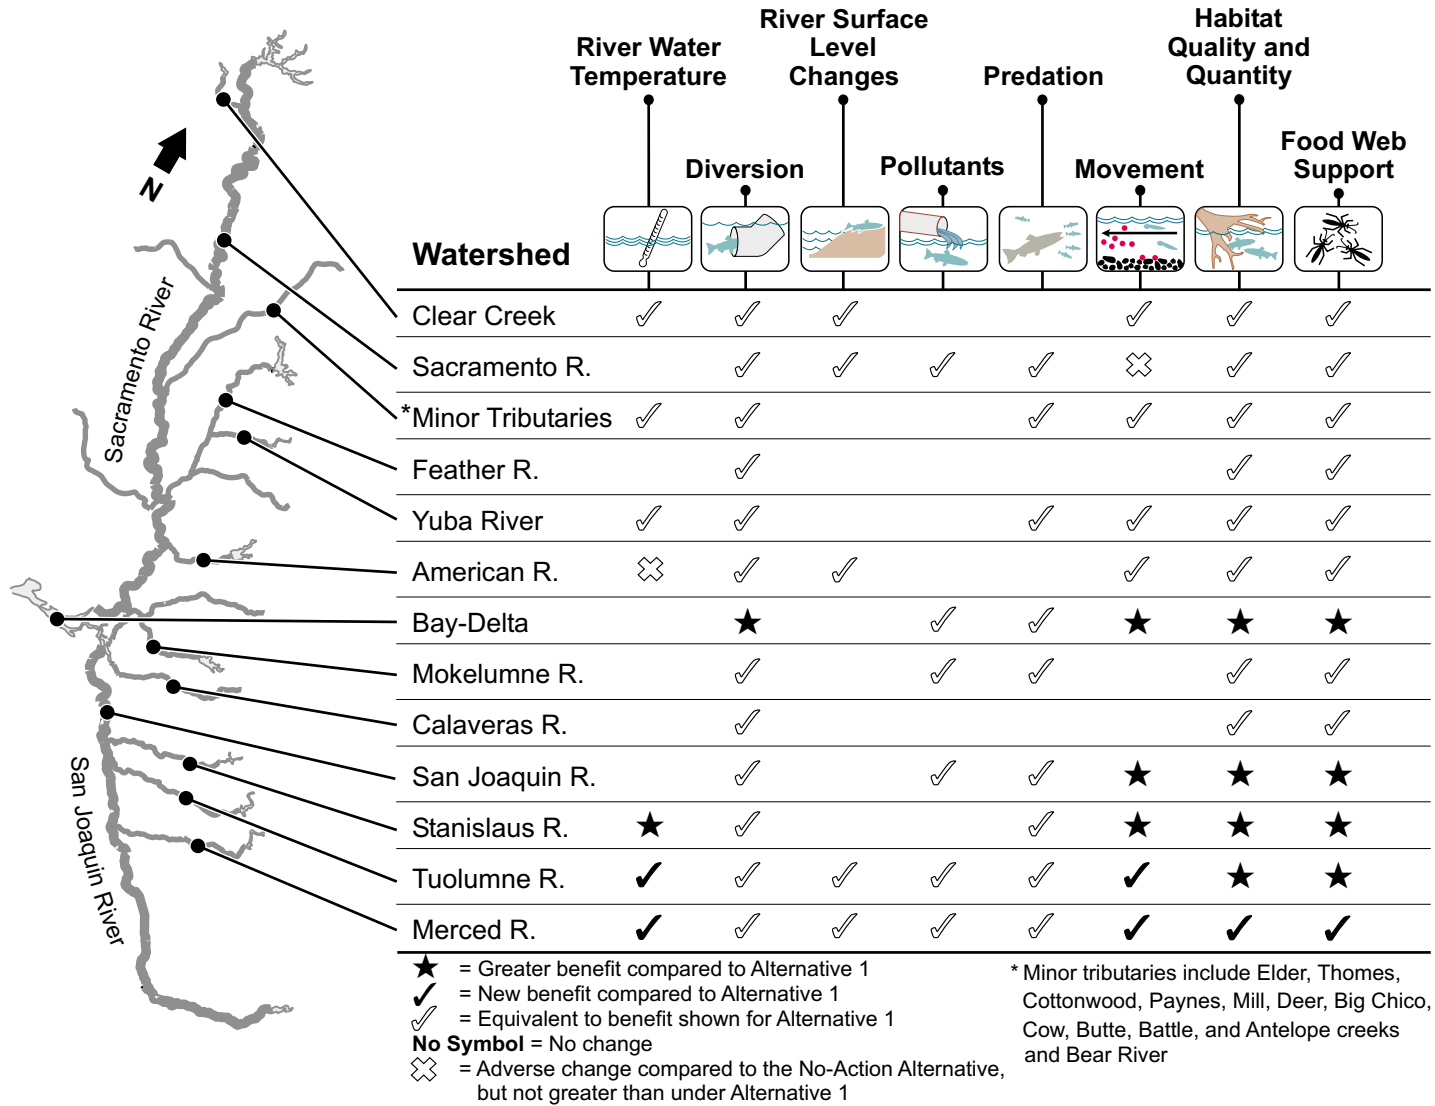 River Surface
Level
Changes
Habitat
Quality and
Quantity
River Water
Temperature
Predation
Food Web
Support
Diversion
Pollutants
Movement
Watershed
N
Sacramento River
San Joaquin River
Clear Creek
Sacramento R.
*Minor Tributaries
Feather R.
Yuba River
American R.
Bay-Delta
Mokelumne R.
Calaveras R.
San Joaquin R.
Stanislaus R.
Tuolumne R.
Merced R.
★ = Greater benefit compared to Alternative 1
✔ = New benefit compared to Alternative 1
✓ = Equivalent to benefit shown for Alternative 1
No Symbol = No change
= Adverse change compared to the No-Action Alternative,
but not greater than under Alternative 1
* Minor tributaries include Elder, Thomes,
Cottonwood, Paynes, Mill, Deer, Big Chico,
Cow, Butte, Battle, and Antelope creeks
and Bear River